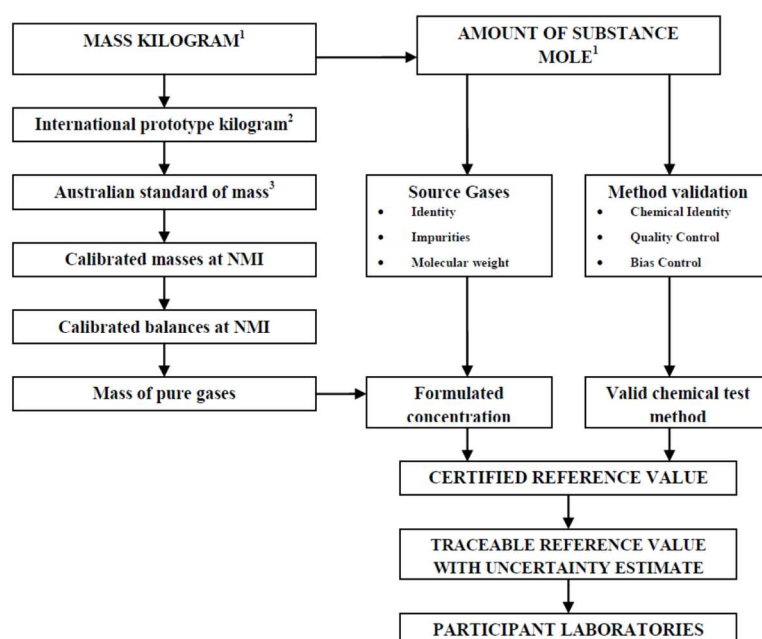 MASS KILOGRAM¹
AMOUNT OF SUBSTANCE
MOLE¹
International prototype kilogram²
Australian standard of mass³
Calibrated masses at NMI
Calibrated balances at NMI
Mass of pure gases
Source Gases
• Identity
• Impurities
• Molecular weight
Method validation
• Chemical Identity
• Quality Control
• Bias Control
Formulated
concentration
Valid chemical test
method
CERTIFIED REFERENCE VALUE
TRACEABLE REFERENCE VALUE
WITH UNCERTAINTY ESTIMATE
PARTICIPANT LABORATORIES